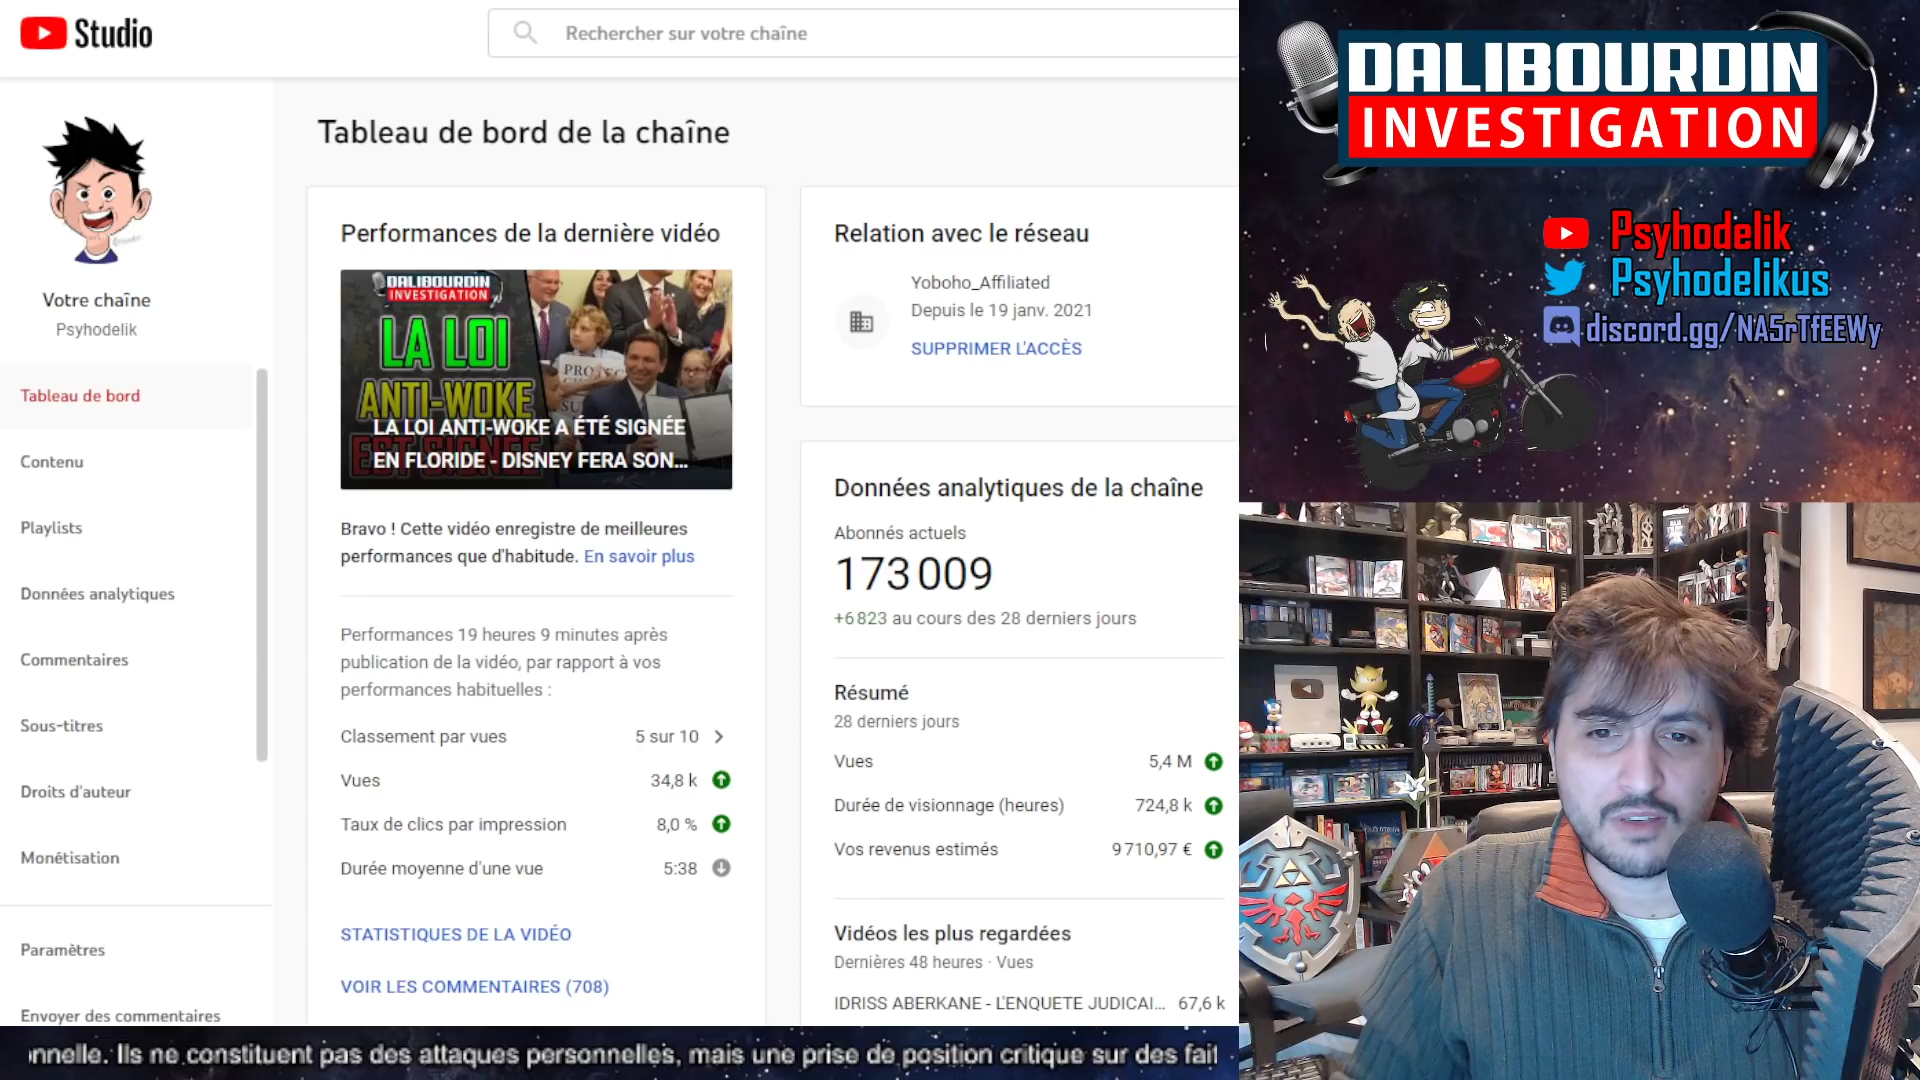 Studio
Rechercher sur votre chaîne
Votre chaîne
Psyhodelik
Tableau de bord
Contenu
Playlists
Données analytiques
Commentaires
Sous-titres
Droits d'auteur
Monétisation
Paramètres
Envoyer des commentaires
Tableau de bord de la chaîne
Performances de la dernière vidéo
DALIBOURDIN
INVESTIGATION
LA LOI
ANTI-WOKE
EST SIGNÉE
LA LOI ANTI-WOKE A ÉTÉ SIGNÉE
EN FLORIDE - DISNEY FERA SON...
Bravo ! Cette vidéo enregistre de meilleures
performances que d'habitude. En savoir plus
Performances 19 heures 9 minutes après
publication de la vidéo, par rapport à vos
performances habituelles :
Classement par vues 5 sur 10
Vues 34,8 k
Taux de clics par impression 8,0 %
Durée moyenne d'une vue 5:38
STATISTIQUES DE LA VIDÉO
VOIR LES COMMENTAIRES (708)
Relation avec le réseau
Yoboho_Affiliated
Depuis le 19 janv. 2021
SUPPRIMER L'ACCÈS
Données analytiques de la chaîne
Abonnés actuels
173 009
+6 823 au cours des 28 derniers jours
Résumé
28 derniers jours
Vues 5,4 M
Durée de visionnage (heures) 724,8 k
Vos revenus estimés 9 710,97 €
Vidéos les plus regardées
Dernières 48 heures · Vues
IDRISS ABERKANE - L'ENQUETE JUDICAI... 67,6 k
DALIBOURDIN
INVESTIGATION
Psyhodelik
Psyhodelikus
discord.gg/NA5rTfEEWy
onnelle. Ils ne constituent pas des attaques personnelles, mais une prise de position critique sur des fait